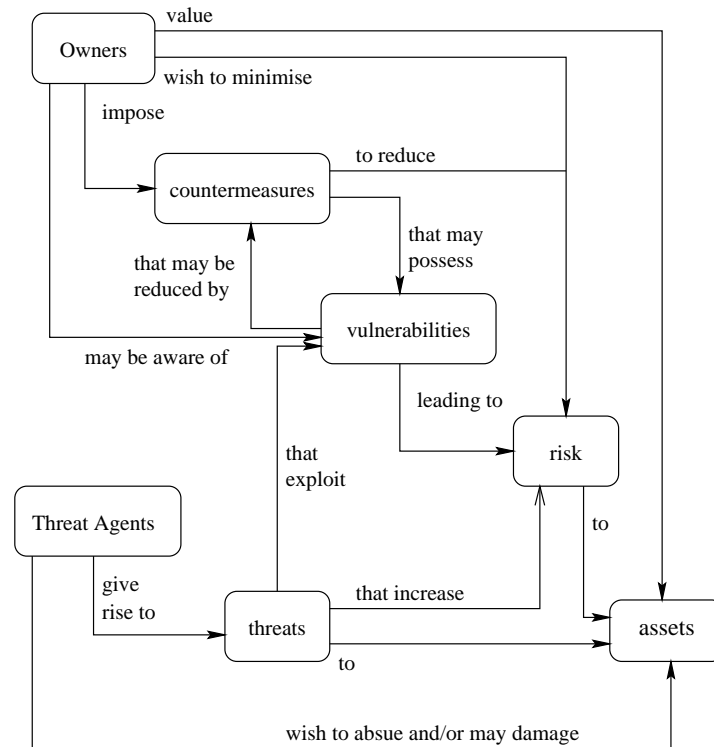 value
Owners
wish to minimise
impose
to reduce
countermeasures
that may be
reduced by
that may
possess
vulnerabilities
may be aware of
leading to
that
exploit
risk
Threat Agents
to
give
rise to
that increase
threats
assets
to
wish to absue and/or may damage